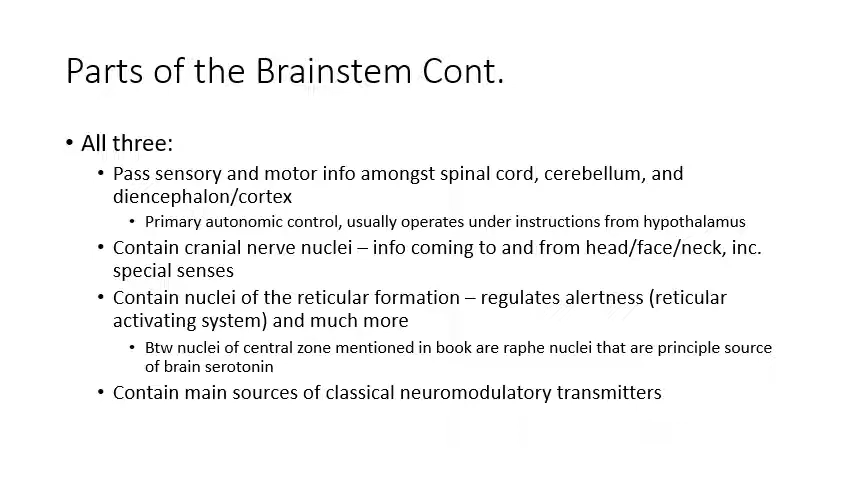 Parts of the Brainstem Cont.
• All three:
• Pass sensory and motor info amongst spinal cord, cerebellum, and
diencephalon/cortex
• Primary autonomic control, usually operates under instructions from hypothalamus
• Contain cranial nerve nuclei – info coming to and from head/face/neck, inc.
special senses
• Contain nuclei of the reticular formation – regulates alertness (reticular
activating system) and much more
• Btw nuclei of central zone mentioned in book are raphe nuclei that are principle source
of brain serotonin
• Contain main sources of classical neuromodulatory transmitters